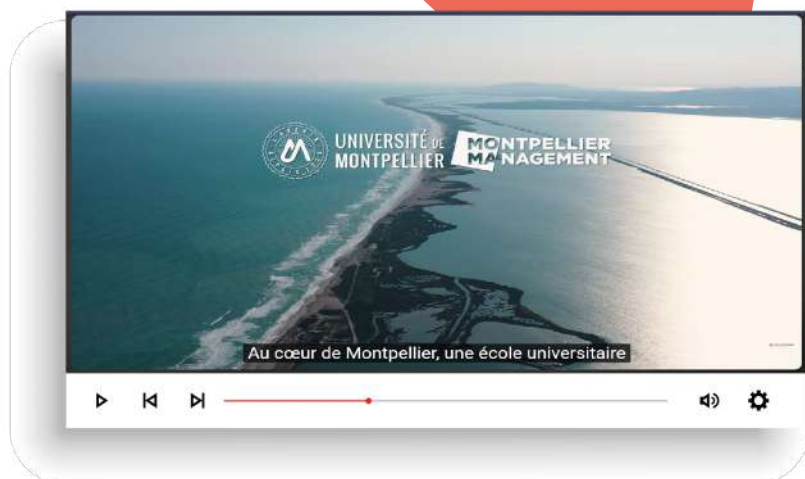 UNIVERSITÉ DE
MONTPELLIER
MONTPELLIER
MANAGEMENT
Au cœur de Montpellier, une école universitaire